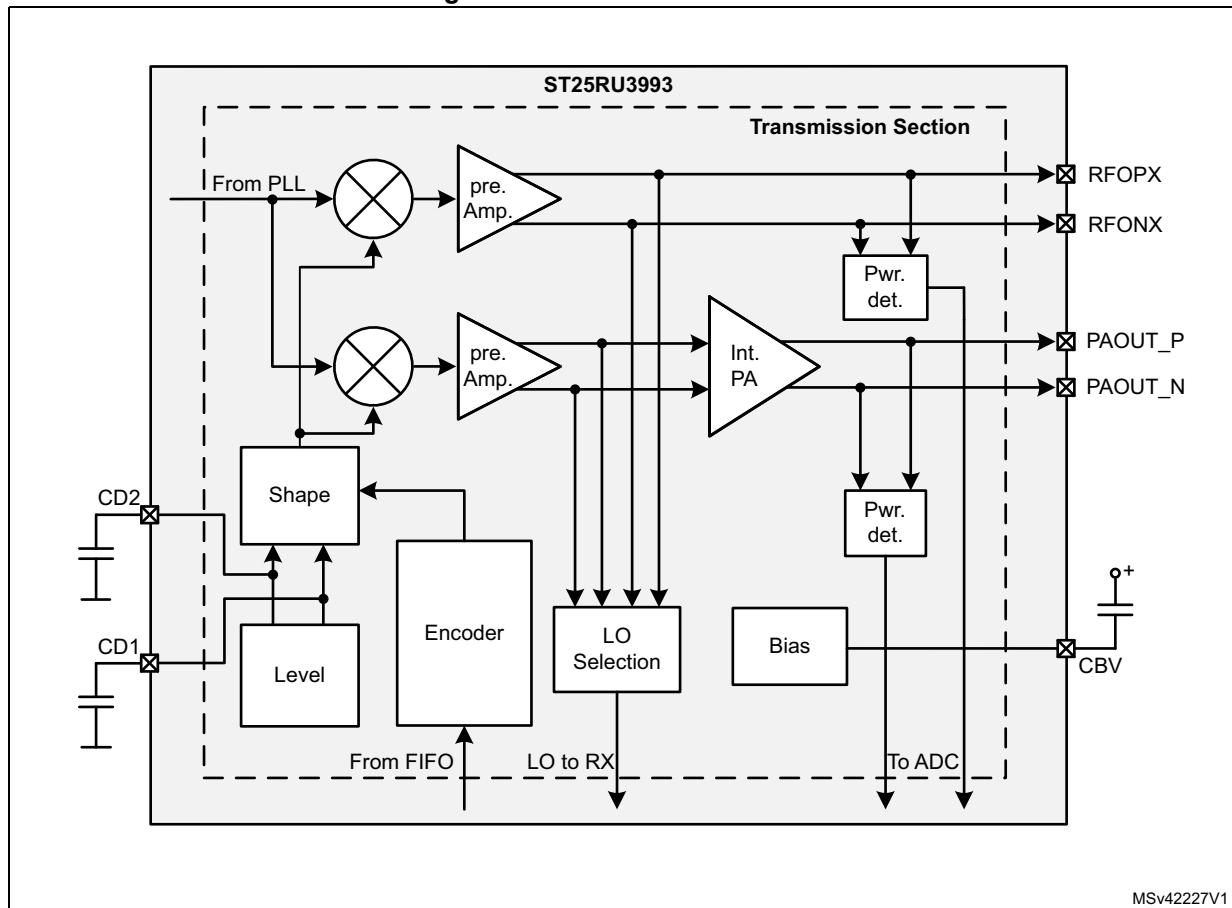 ST25RU3993
Transmission Section
From PLL
pre.
Amp.
RFOPX
RFONX
Pwr.
det.
pre.
Amp.
Int.
PA
PAOUT_P
PAOUT_N
CD2
Shape
Pwr.
det.
+
Encoder
LO
Selection
Bias
CD1
Level
CBV
From FIFO
LO to RX
To ADC
MSv42227V1